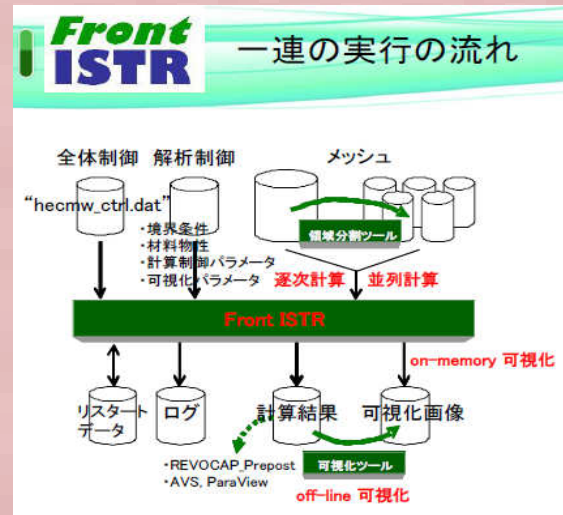 Front
ISTR
一連の実行の流れ
全体制御 解析制御 メッシュ
“hecmw_ctrl.dat”
・境界条件
・材料物性
・計算制御パラメータ
・可視化パラメータ
領域分割ツール
逐次計算 並列計算
Front ISTR
on-memory 可視化
リスタート
データ
ログ
計算結果
可視化画像
・REVOCAP_Prepost
・AVS, ParaView
可視化ツール
off-line 可視化